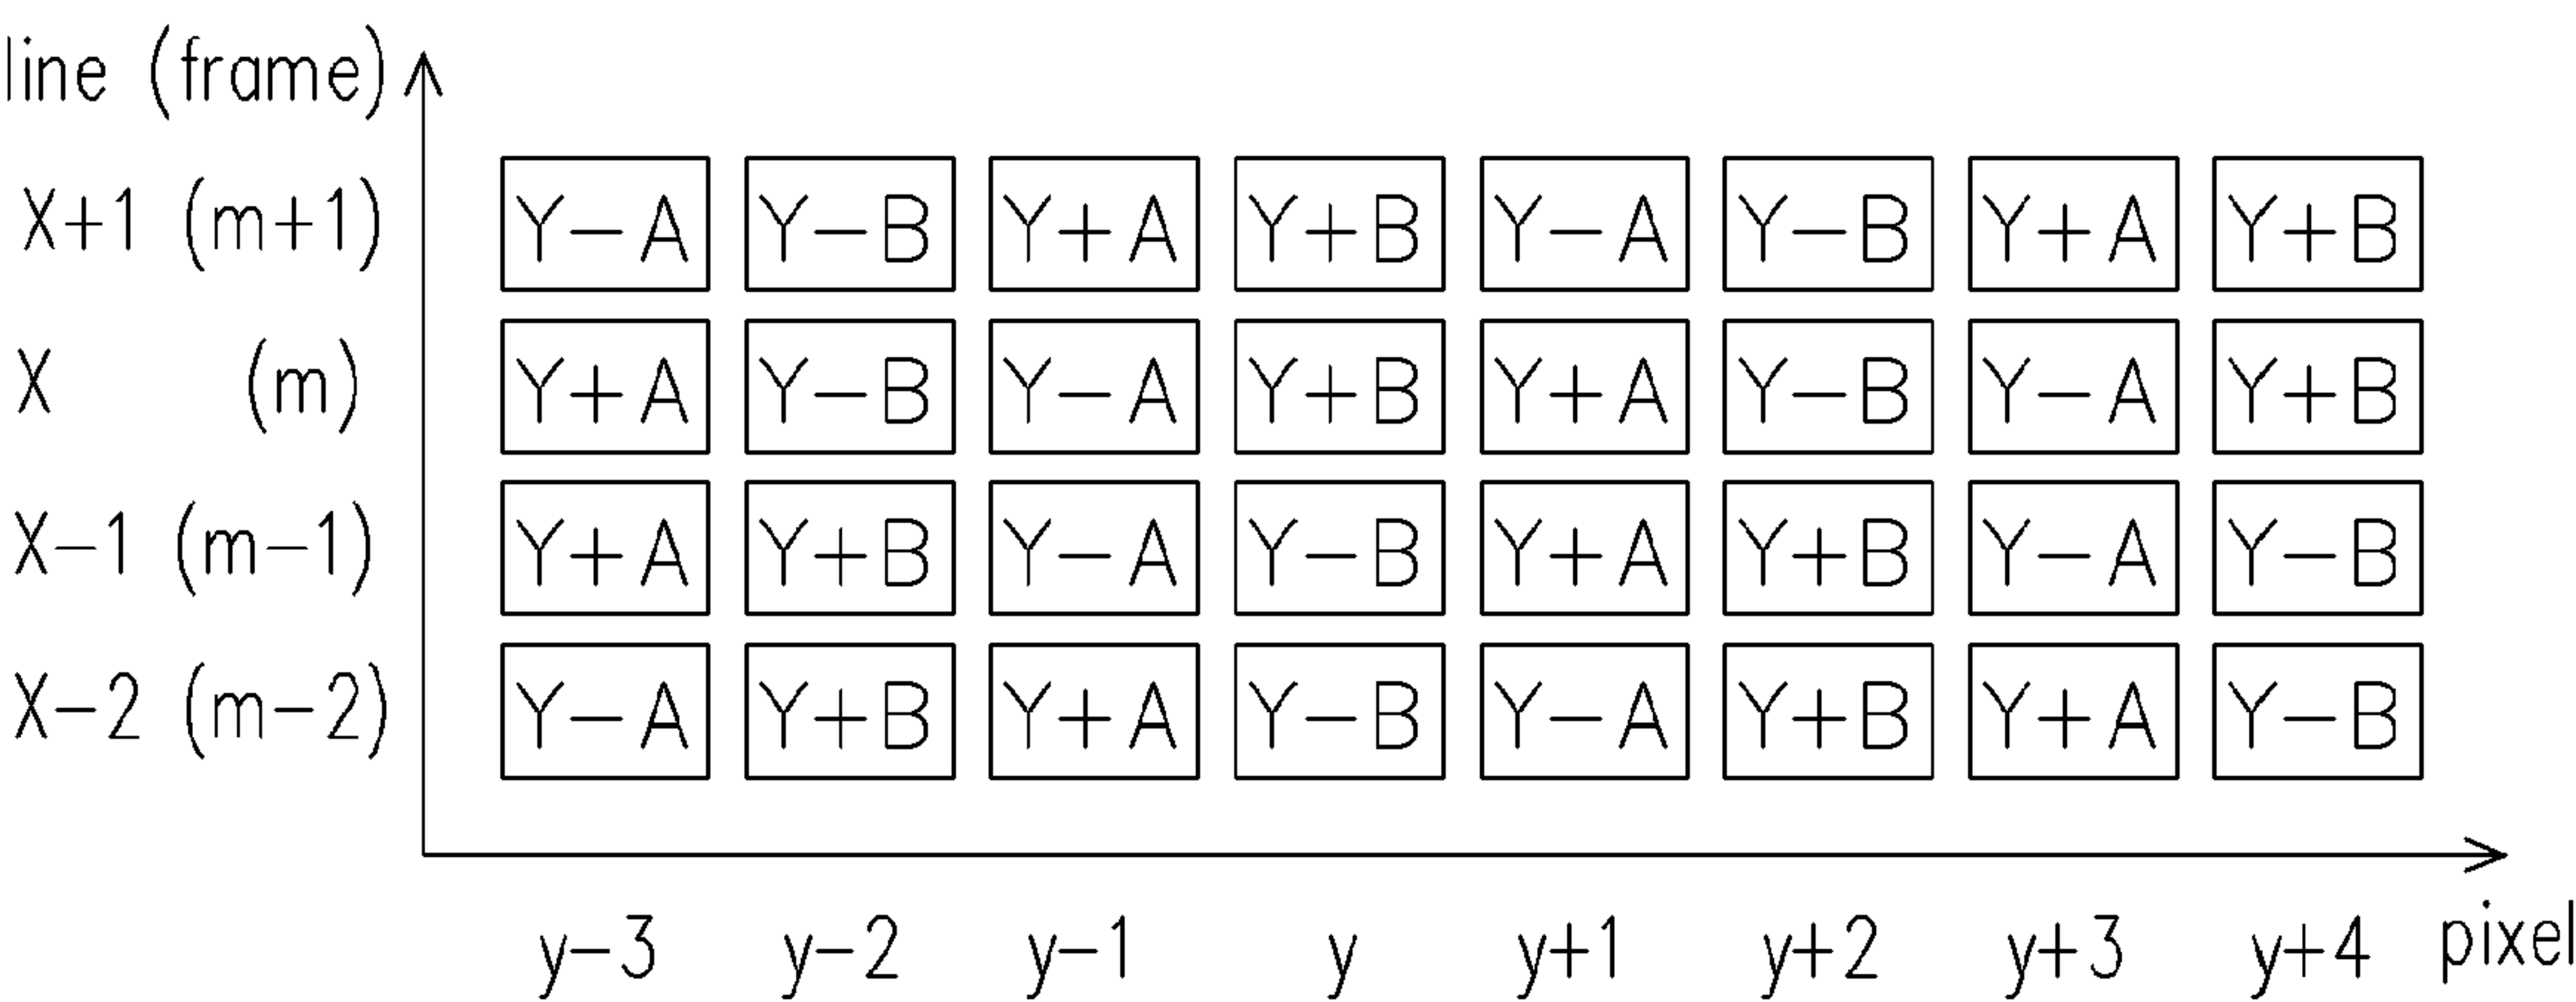 line (frame)
X+1 (m+1) Y−A Y−B Y+A Y+B Y−A Y−B Y+A Y+B
X (m) Y+A Y−B Y−A Y+B Y+A Y−B Y−A Y+B
X−1 (m−1) Y+A Y+B Y−A Y−B Y+A Y+B Y−A Y−B
X−2 (m−2) Y−A Y+B Y+A Y−B Y−A Y+B Y+A Y−B
y−3 y−2 y−1 y y+1 y+2 y+3 y+4 pixel